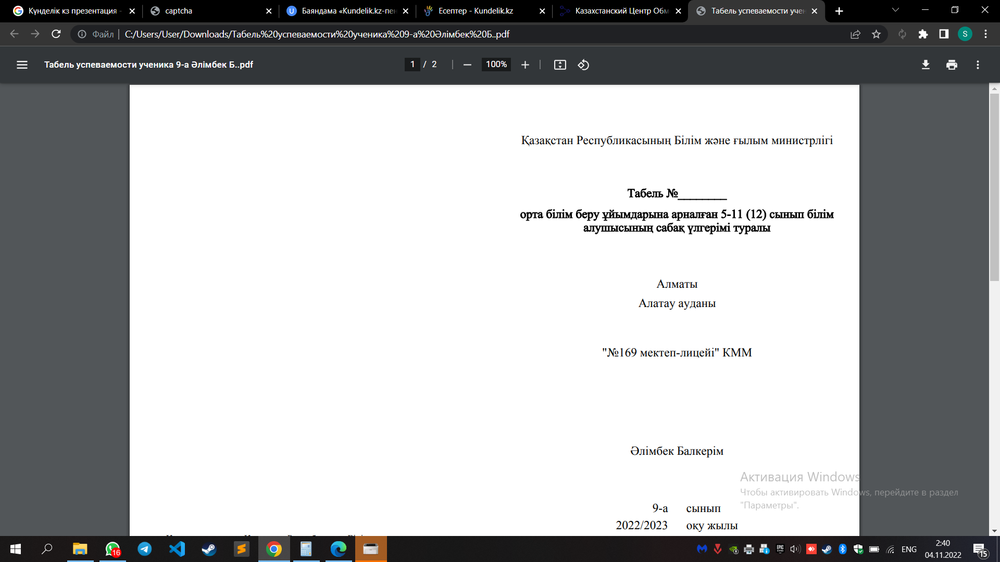 Күнделік кз презентация -
captcha
Баяндама «Kundelik.kz-пен
Есептер - Kundelik.kz
Казахстанский Центр Обм
Табель успеваемости учен
Файл
C:/Users/User/Downloads/Табель%20успеваемости%20ученика%209-а%20Әлімбек%20Б..pdf
S
Табель успеваемости ученика 9-а Әлімбек Б..pdf
1 / 2
100%
Қазақстан Республикасының Білім және ғылым министрлігі
Табель №________
орта білім беру ұйымдарына арналған 5-11 (12) сынып білім
алушысының сабақ үлгерімі туралы
Алматы
Алатау ауданы
"№169 мектеп-лицейі" КММ
Әлімбек Балкерім
9-а сынып
2022/2023 оқу жылы
Активация Windows
Чтобы активировать Windows, перейдите в раздел
"Параметры".
16
EPIC
ENG
2:40
04.11.2022
15